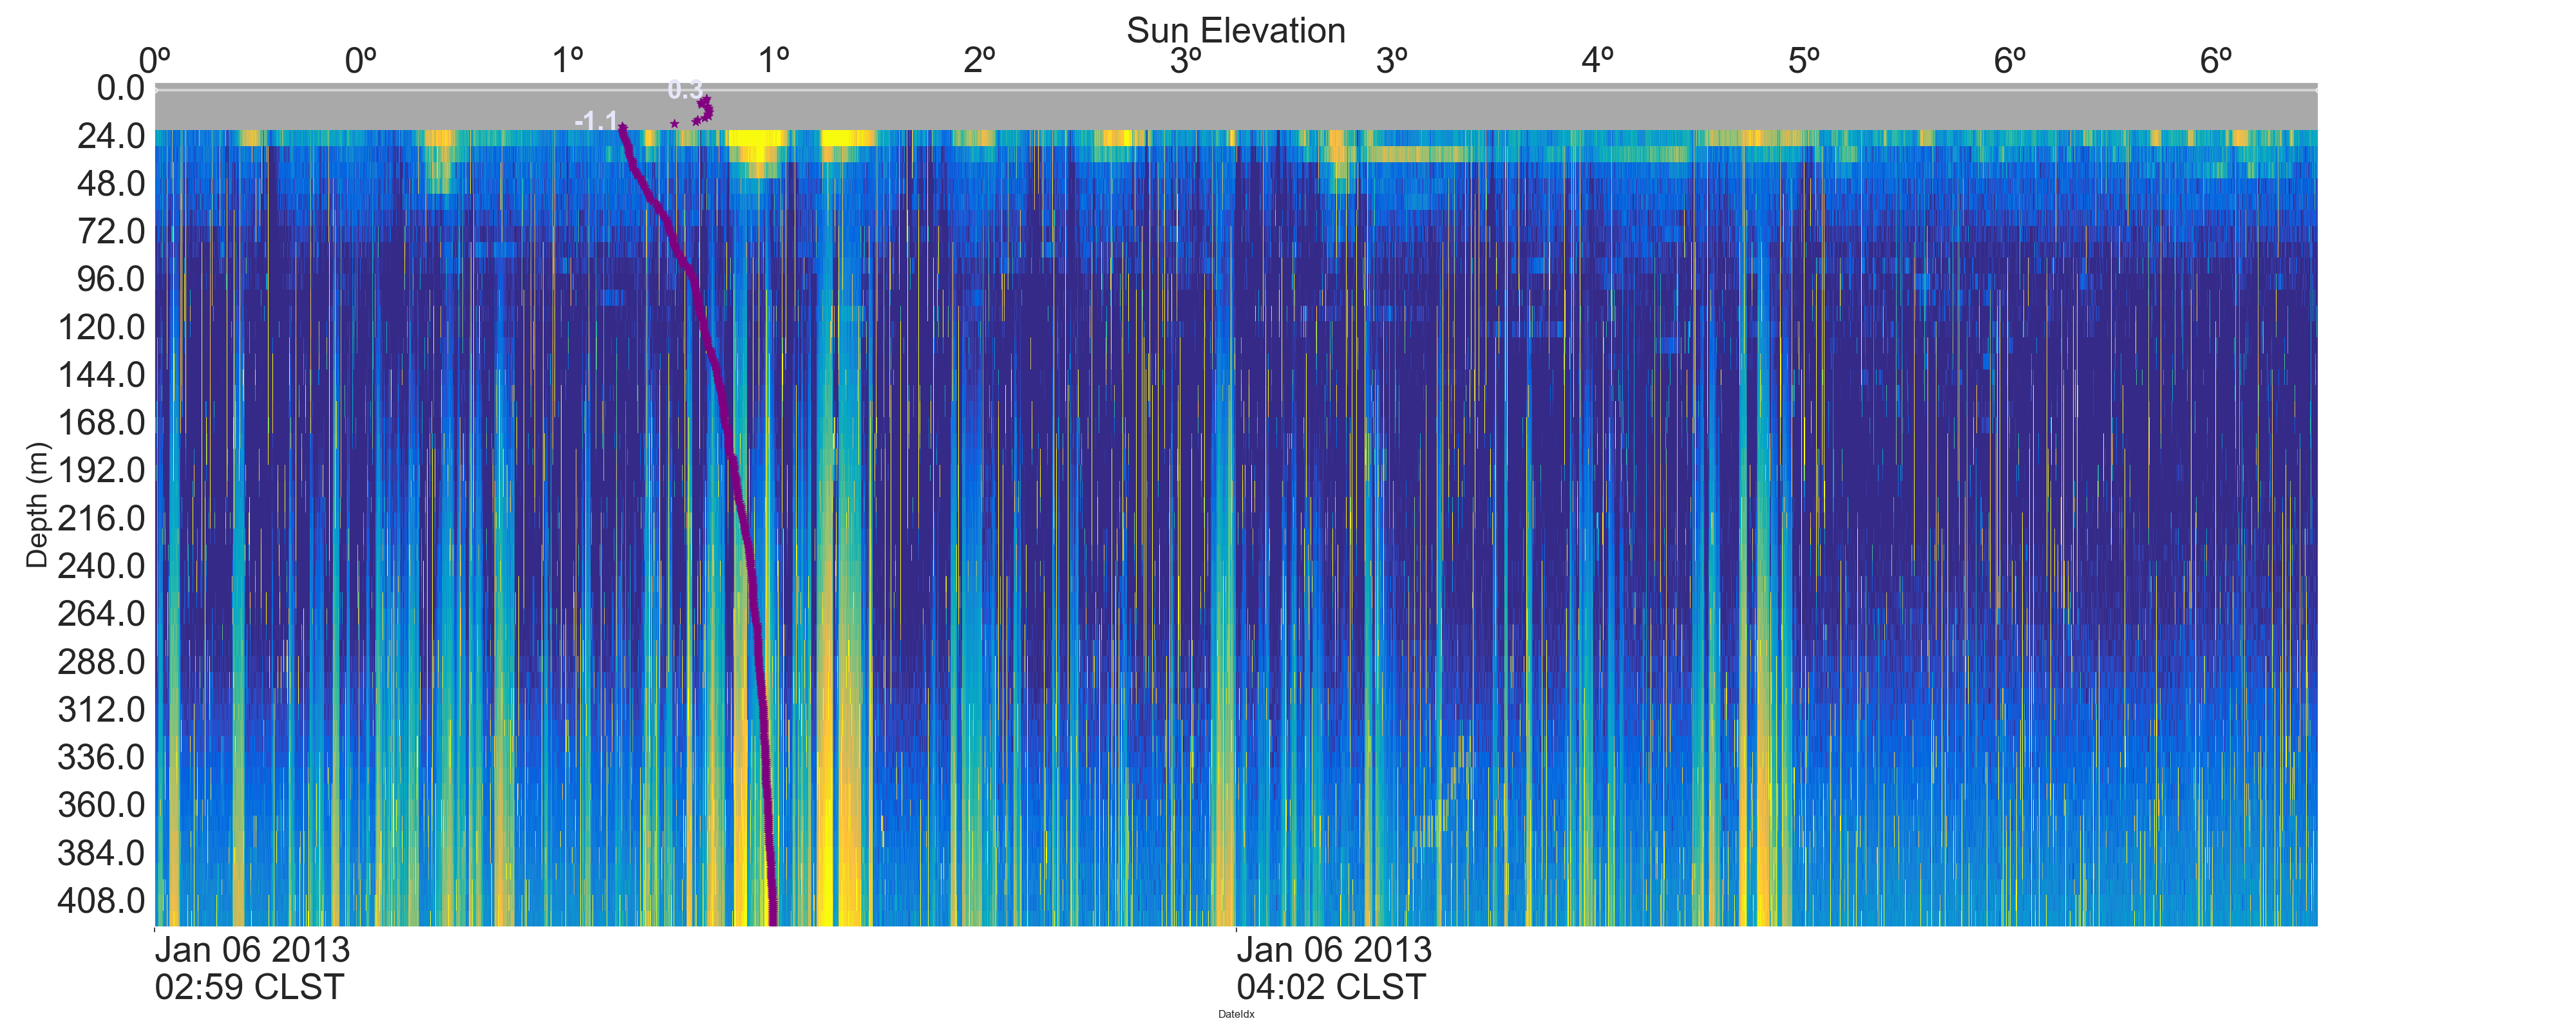 Sun Elevation
0º 0º 1º 1º 2º 3º 3º 4º 5º 6º 6º
0.0
0.3
-1.1
24.0
48.0
72.0
96.0
120.0
144.0
168.0
192.0
216.0
240.0
264.0
288.0
312.0
336.0
360.0
384.0
408.0
Depth (m)
Jan 06 2013
02:59 CLST
Jan 06 2013
04:02 CLST
DateIdx